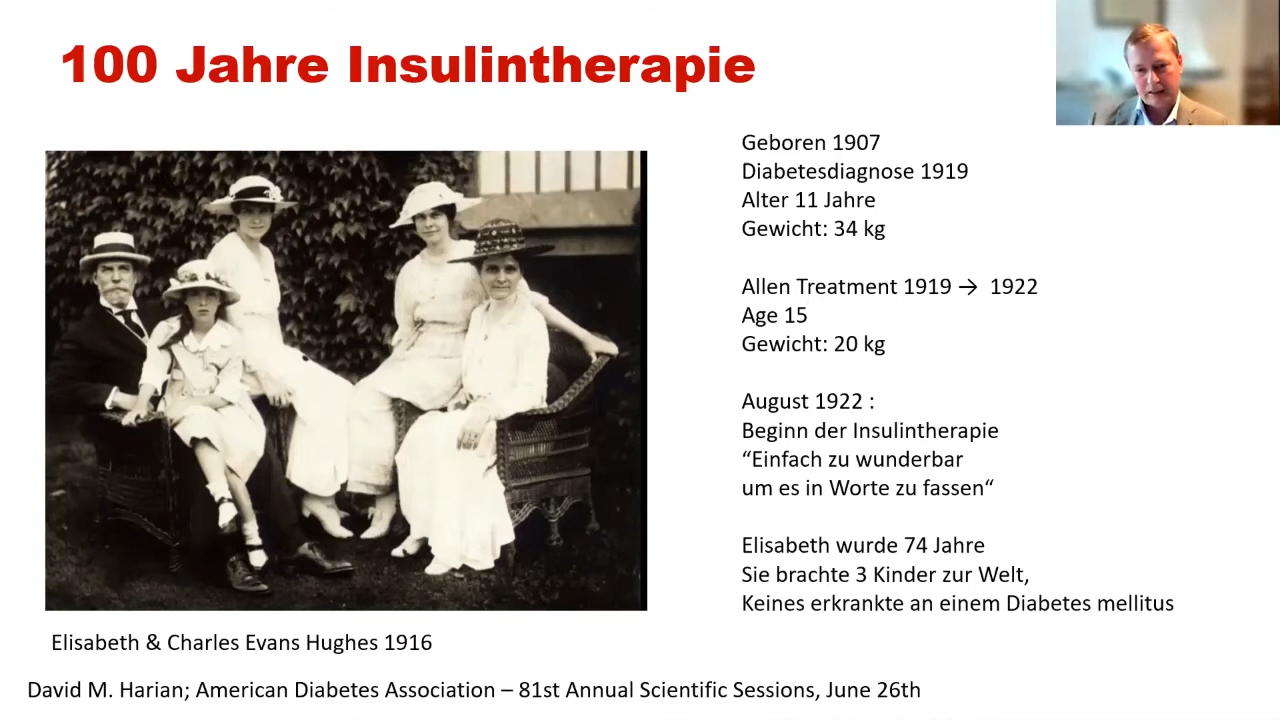 100 Jahre Insulintherapie
Geboren 1907
Diabetesdiagnose 1919
Alter 11 Jahre
Gewicht: 34 kg
Allen Treatment 1919 → 1922
Age 15
Gewicht: 20 kg
August 1922 :
Beginn der Insulintherapie
“Einfach zu wunderbar
um es in Worte zu fassen“
Elisabeth wurde 74 Jahre
Sie brachte 3 Kinder zur Welt,
Keines erkrankte an einem Diabetes mellitus
Elisabeth & Charles Evans Hughes 1916
David M. Harian; American Diabetes Association – 81st Annual Scientific Sessions, June 26th